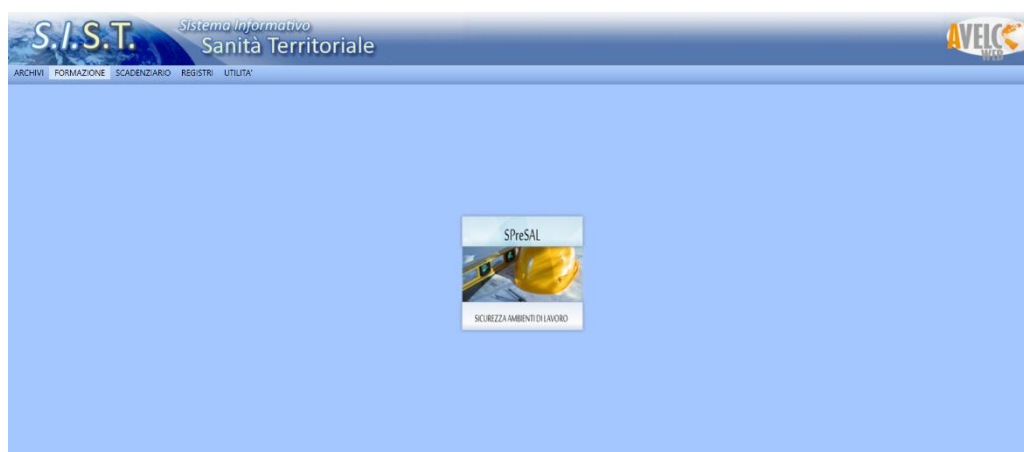 S.I.S.T.
Sistema Informativo
Sanità Territoriale
AVELCO
WEB
ARCHIVI FORMAZIONE SCADENZIARIO REGISTRI UTILITA'
SPreSAL
SICUREZZA AMBIENTI DI LAVORO